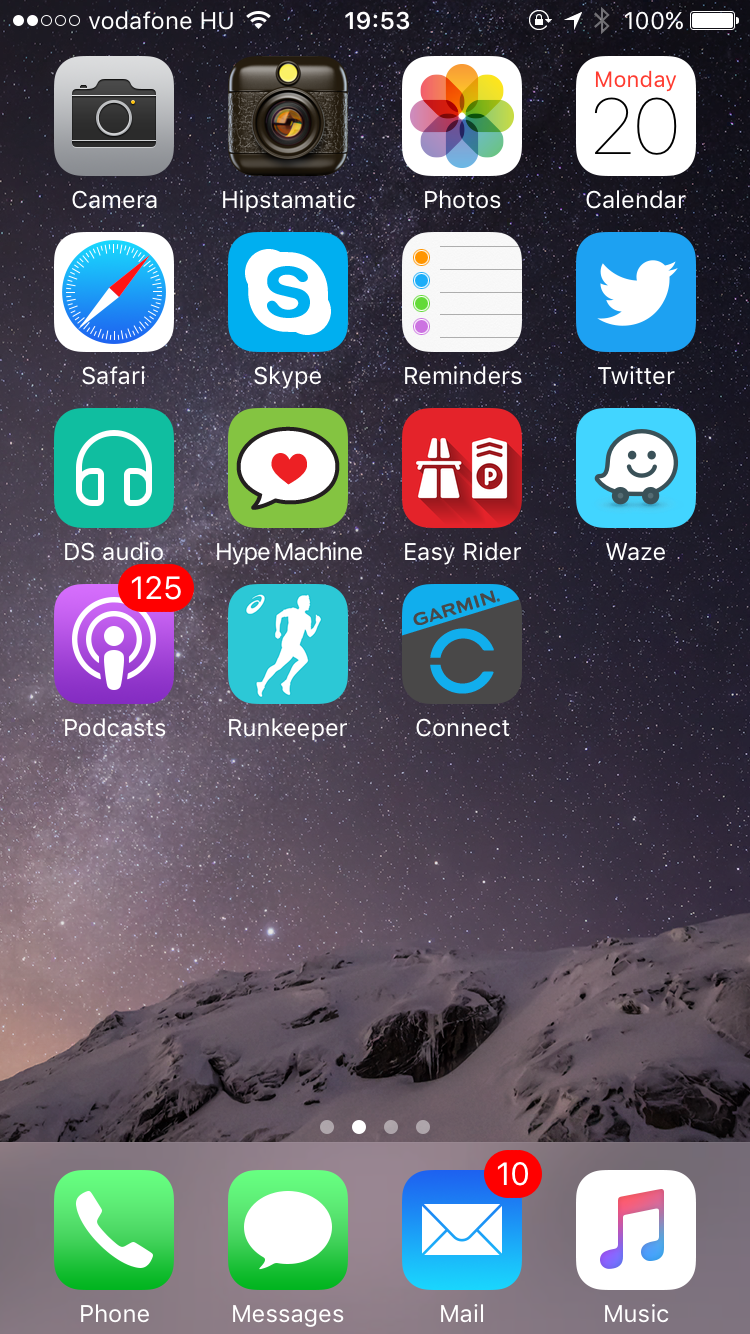 vodafone HU 19:53 100%
Monday
20
Camera Hipstamatic Photos Calendar
S
Safari Skype Reminders Twitter
P
DS audio Hype Machine Easy Rider Waze
125
GARMIN.
Podcasts Runkeeper Connect
10
Phone Messages Mail Music